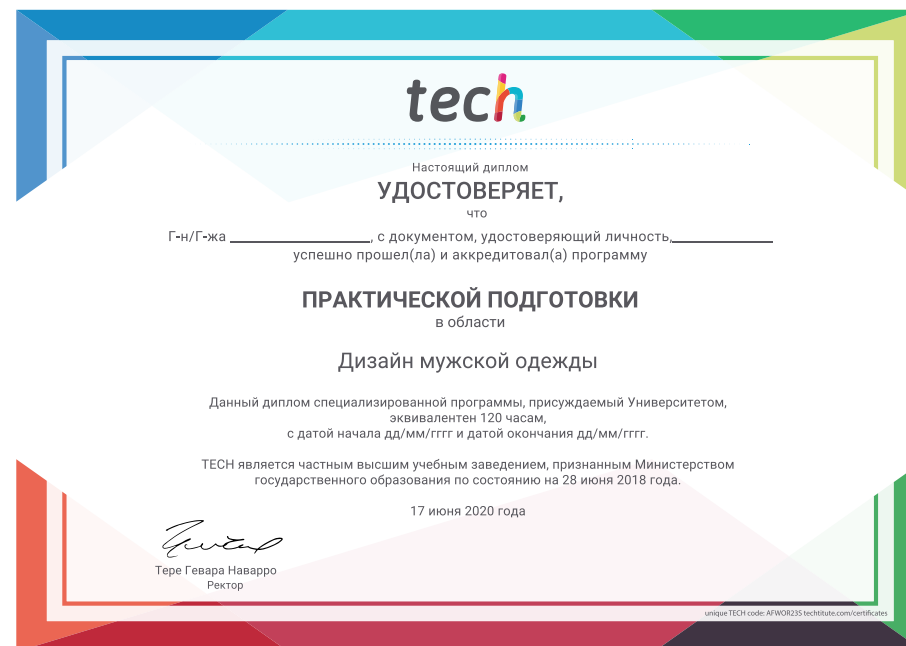 tech
Настоящий диплом
УДОСТОВЕРЯЕТ,
что
Г-н/Г-жа ____________, с документом, удостоверяющий личность,____________
успешно прошел(ла) и аккредитовал(а) программу
ПРАКТИЧЕСКОЙ ПОДГОТОВКИ
в области
Дизайн мужской одежды
Данный диплом специализированной программы, присуждаемый Университетом,
эквивалентен 120 часам,
с датой начала дд/мм/гггг и датой окончания дд/мм/гггг.
TECH является частным высшим учебным заведением, признанным Министерством
государственного образования по состоянию на 28 июня 2018 года.
17 июня 2020 года
Тере Гевара Наварро
Ректор
unique TECH code: AFWOR23S techtitute.com/certificates